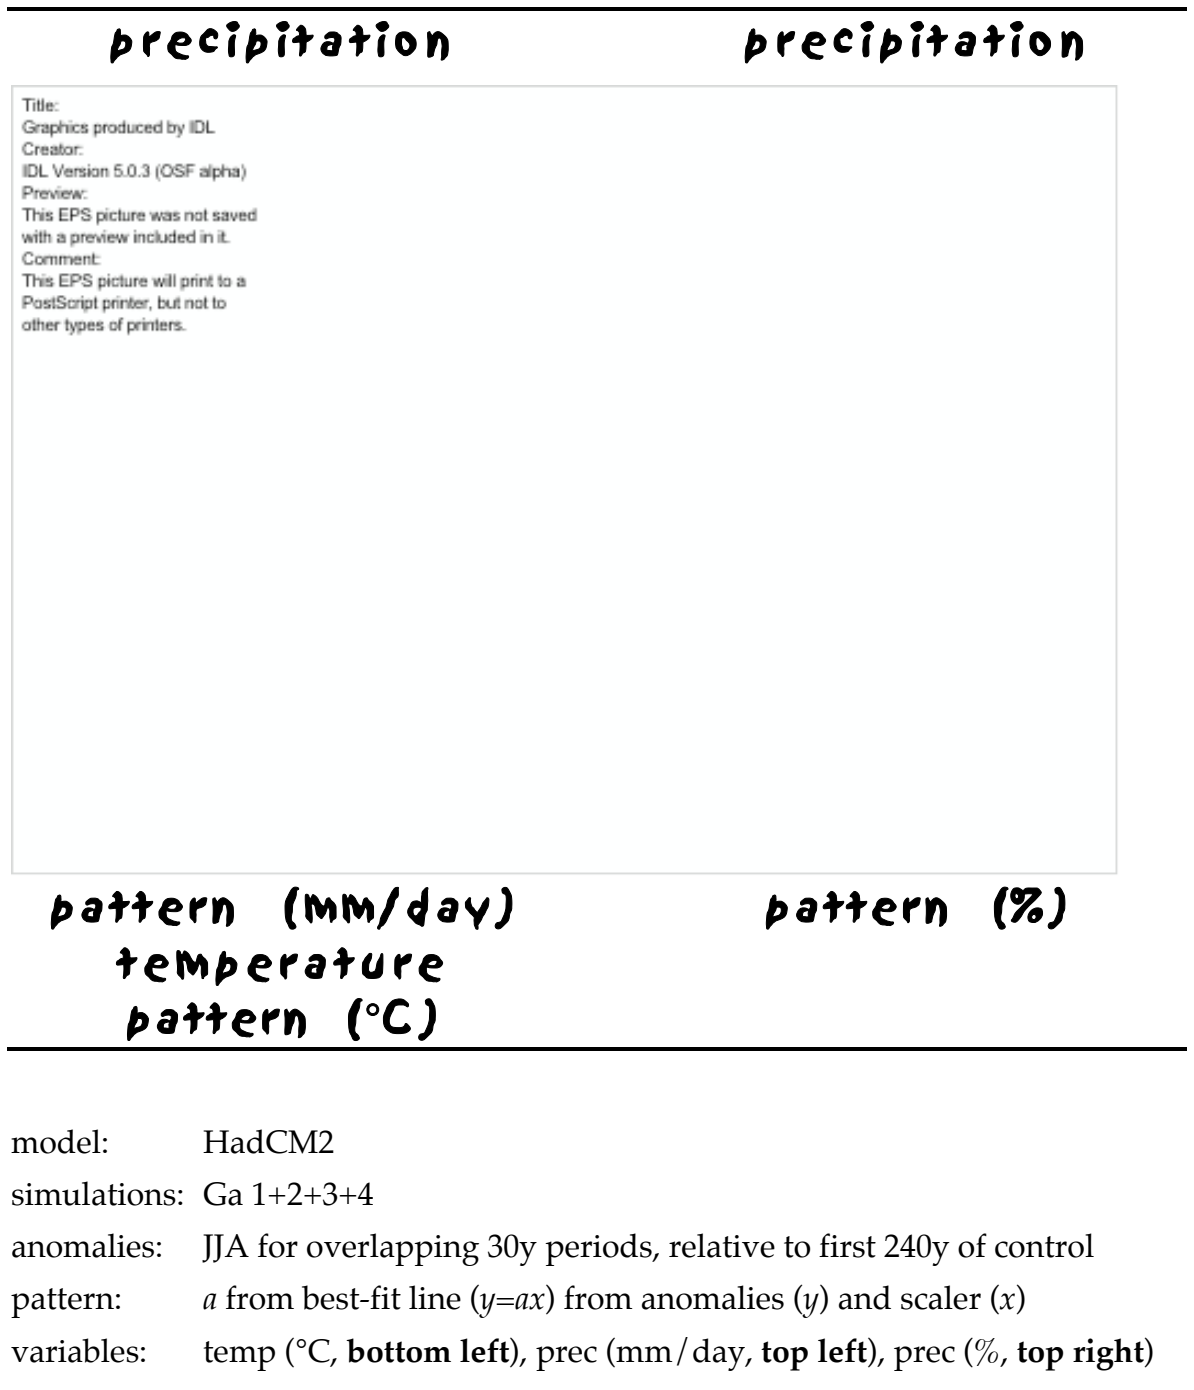 precipitation precipitation
Title:
Graphics produced by IDL
Creator:
IDL Version 5.0.3 (OSF alpha)
Preview:
This EPS picture was not saved
with a preview included in it.
Comment:
This EPS picture will print to a
PostScript printer, but not to
other types of printers.
pattern (mm/day) pattern (%)
temperature
pattern (°C)
model: HadCM2
simulations: Ga 1+2+3+4
anomalies: JJA for overlapping 30y periods, relative to first 240y of control
pattern: a from best-fit line (y=ax) from anomalies (y) and scaler (x)
variables: temp (°C, bottom left), prec (mm/day, top left), prec (%, top right)